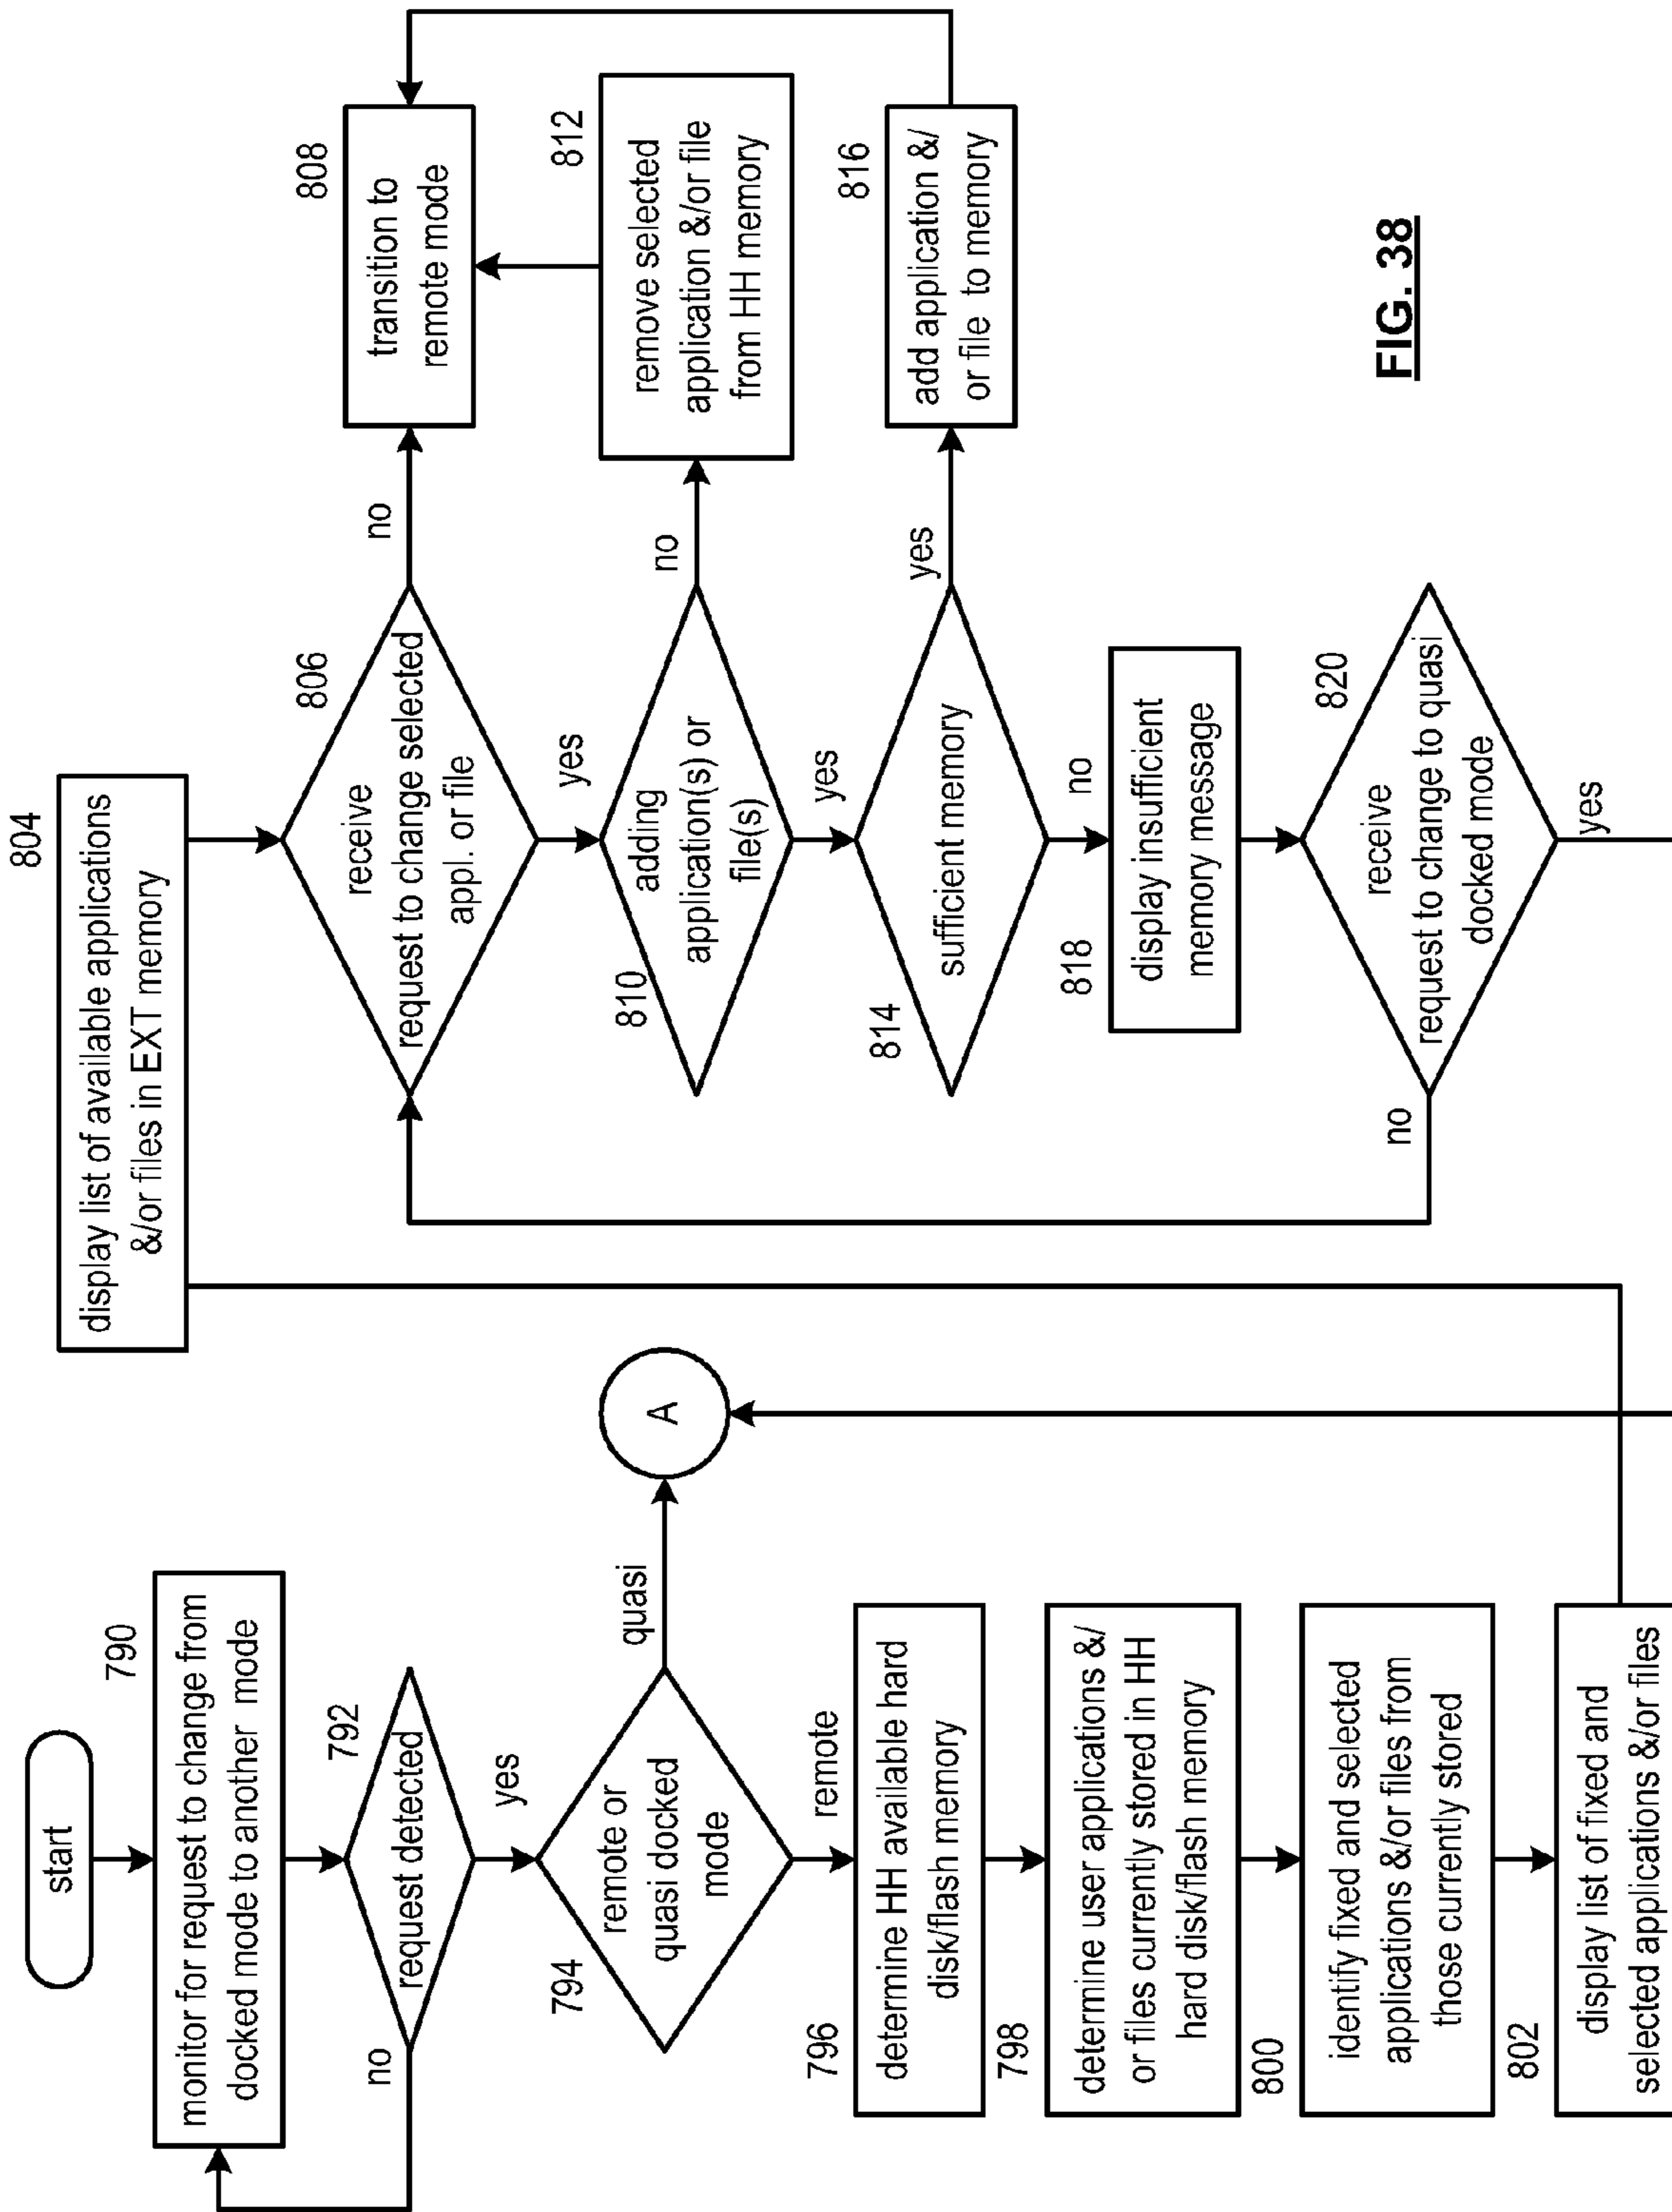 start
790
monitor for request to change from
docked mode to another mode
792
request detected
no
yes
794
remote or
quasi docked
mode
quasi
A
remote
796
determine HH available hard
disk/flash memory
798
determine user applications &/
or files currently stored in HH
hard disk/flash memory
800
identify fixed and selected
applications &/or files from
those currently stored
802
display list of fixed and
selected applications &/or files
804
display list of available applications
&/or files in EXT memory
806
receive
request to change selected
appl. or file
no
808
transition to
remote mode
yes
810
adding
application(s) or
file(s)
no
812
remove selected
application &/or file
from HH memory
yes
814
sufficient memory
yes
816
add application &/
or file to memory
no
818
display insufficient
memory message
820
receive
request to change to quasi
docked mode
no
yes
FIG. 38